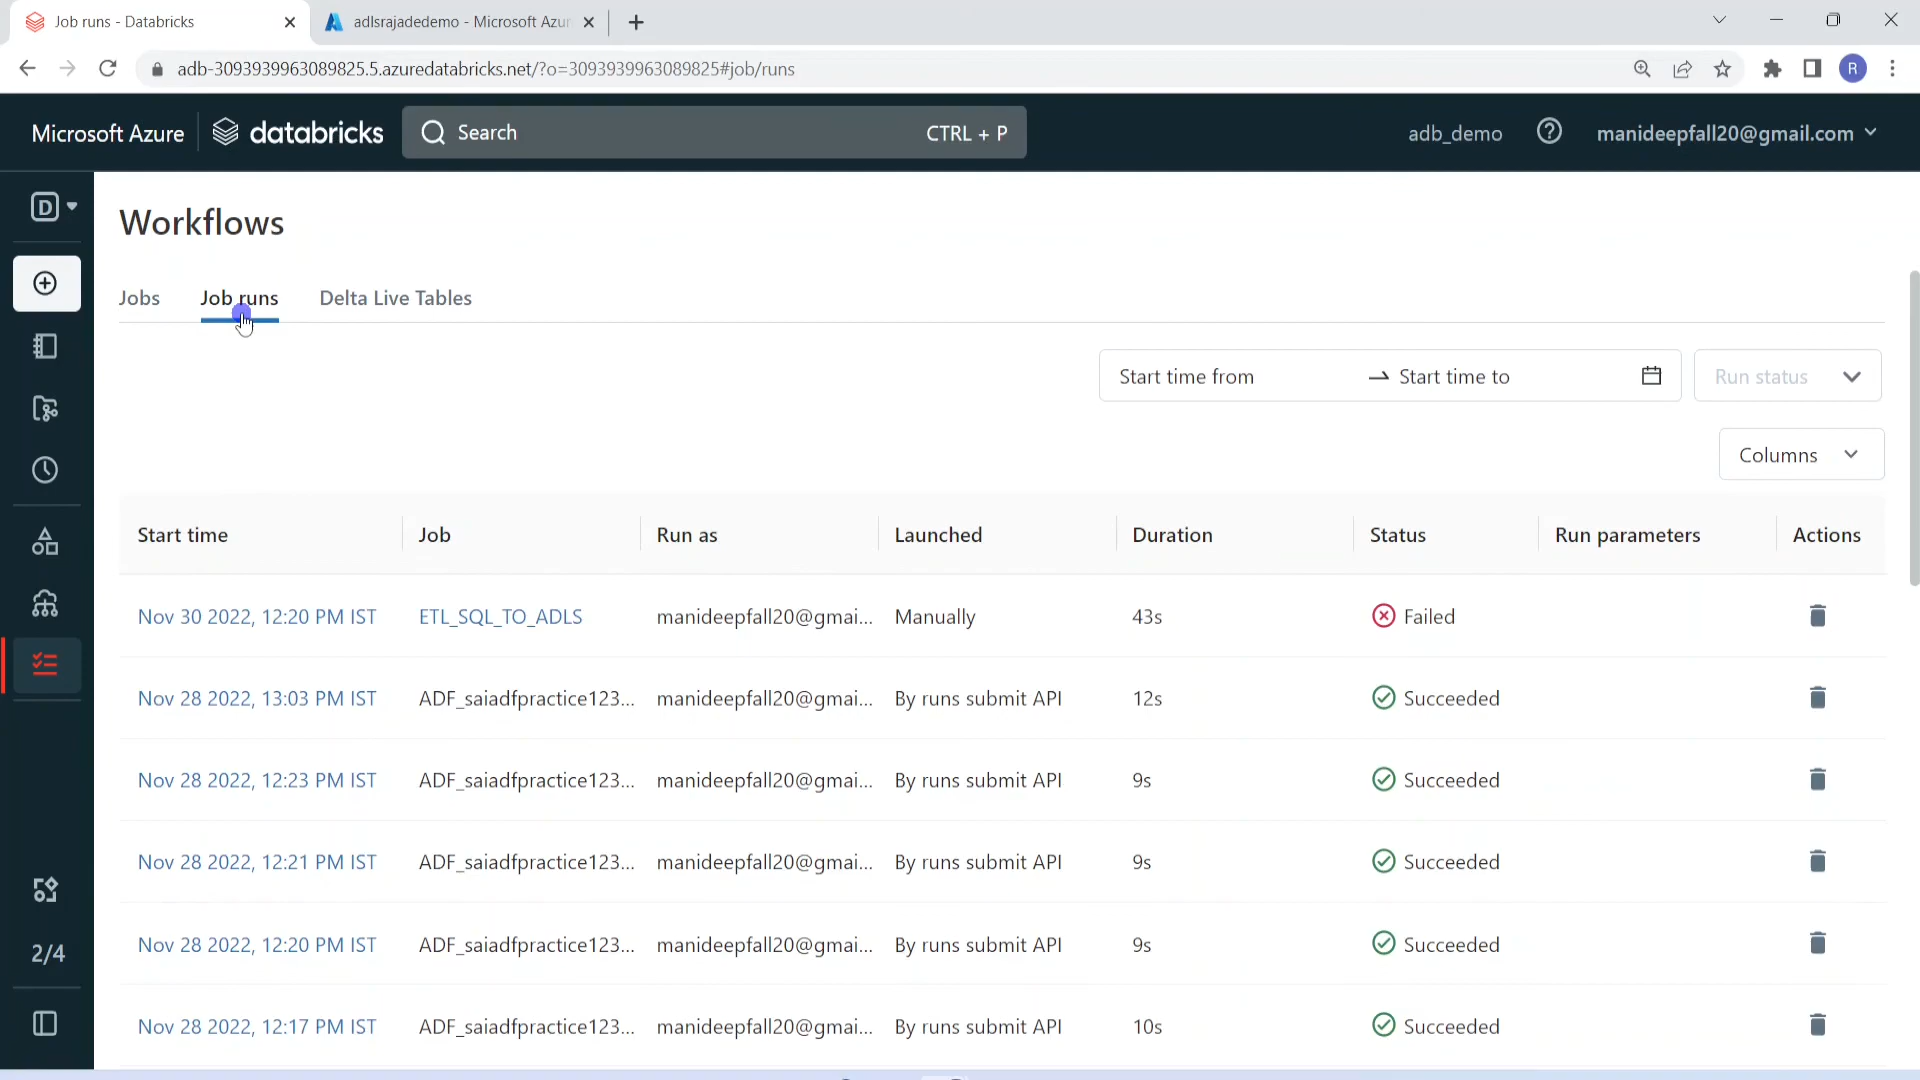 Job runs - Databricks
adlsrajadedemo - Microsoft Azur
adb-3093939963089825.5.azuredatabricks.net/?o=3093939963089825#job/runs
R
Microsoft Azure databricks Search CTRL + P adb_demo manideepfall20@gmail.com
D
Workflows
Jobs Job runs Delta Live Tables
Start time from Start time to Run status
Columns
Start time Job Run as Launched Duration Status Run parameters Actions
Nov 30 2022, 12:20 PM IST ETL_SQL_TO_ADLS manideepfall20@gmai... Manually 43s Failed
Nov 28 2022, 13:03 PM IST ADF_saiadfpractice123... manideepfall20@gmai... By runs submit API 12s Succeeded
Nov 28 2022, 12:23 PM IST ADF_saiadfpractice123... manideepfall20@gmai... By runs submit API 9s Succeeded
Nov 28 2022, 12:21 PM IST ADF_saiadfpractice123... manideepfall20@gmai... By runs submit API 9s Succeeded
Nov 28 2022, 12:20 PM IST ADF_saiadfpractice123... manideepfall20@gmai... By runs submit API 9s Succeeded
2/4
Nov 28 2022, 12:17 PM IST ADF_saiadfpractice123... manideepfall20@gmai... By runs submit API 10s Succeeded